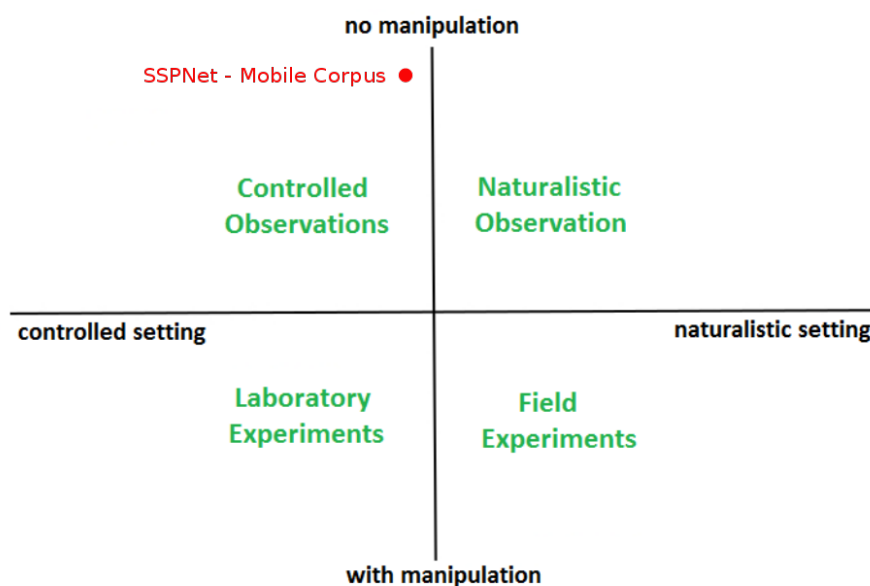 no manipulation
SSPNet - Mobile Corpus
Controlled
Observations
Naturalistic
Observation
controlled setting
naturalistic setting
Laboratory
Experiments
Field
Experiments
with manipulation